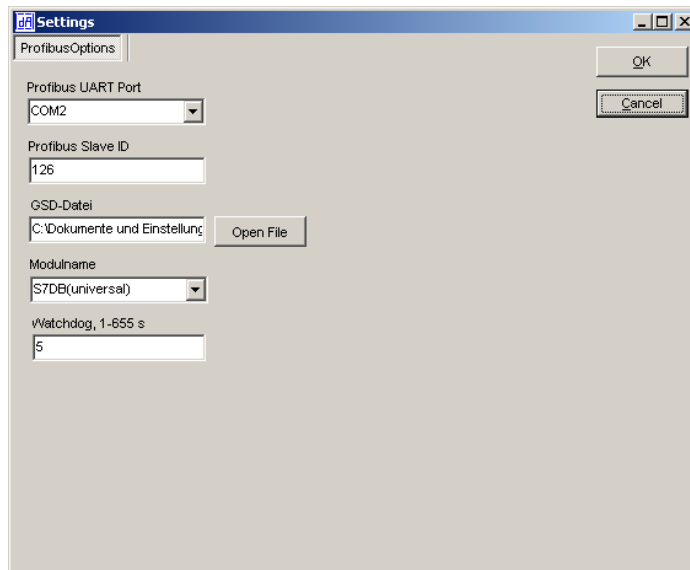 dA Settings
ProfibusOptions
OK
Profibus UART Port
COM2
Cancel
Profibus Slave ID
126
GSD-Datei
C:\Dokumente und Einstellung
Open File
Modulname
S7DB(universal)
Watchdog, 1-655 s
5